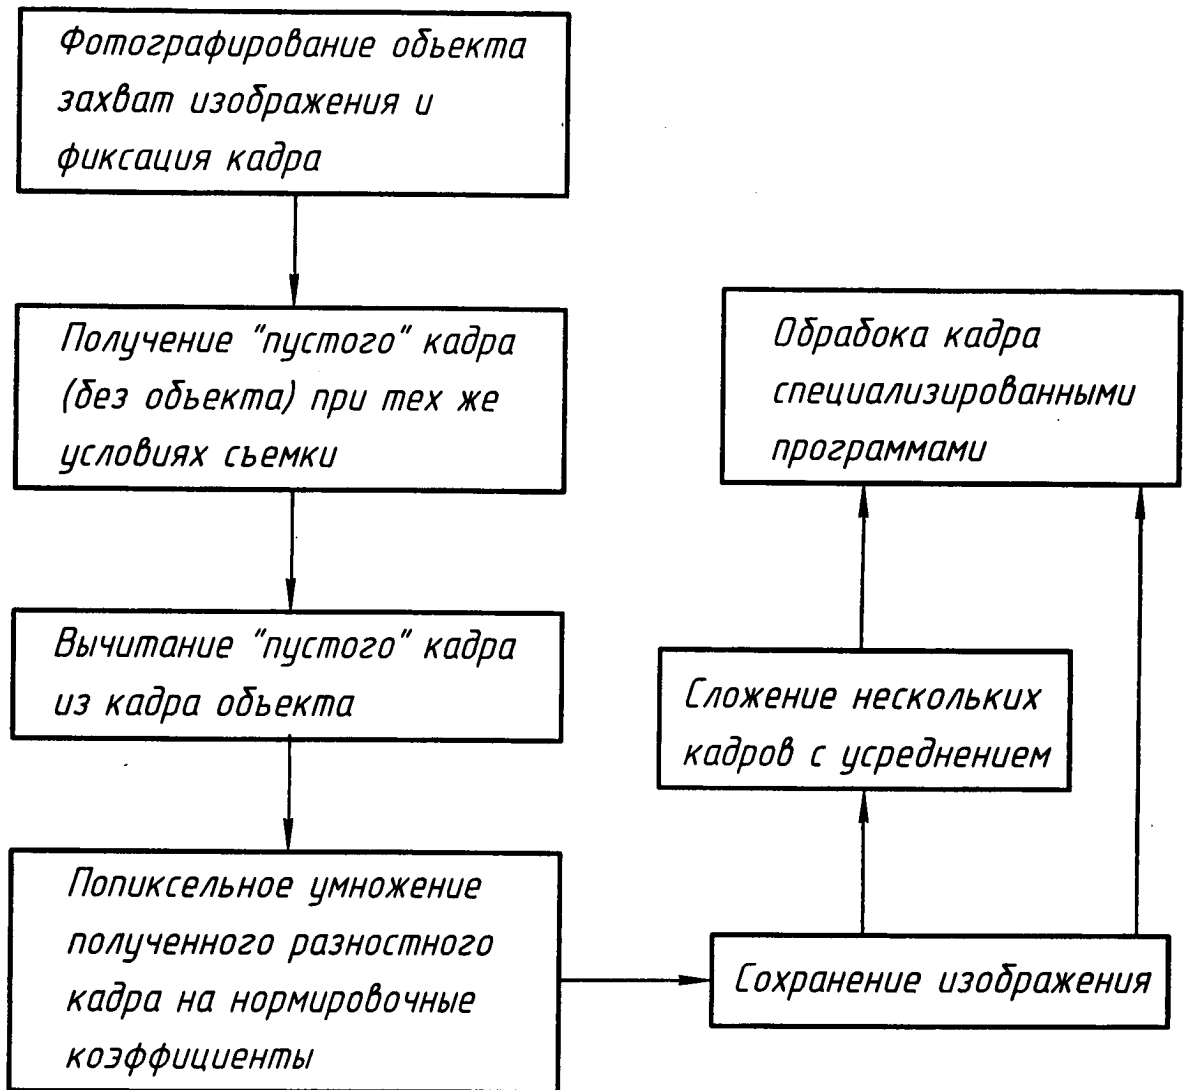 Фотографирование объекта
захват изображения и
фиксация кадра
Получение "пустого" кадра
(без объекта) при тех же
условиях съемки
Вычитание "пустого" кадра
из кадра объекта
Попиксельное умножение
полученного разностного
кадра на нормировочные
коэффициенты
Сохранение изображения
Сложение нескольких
кадров с усреднением
Обрабока кадра
специализированными
программами